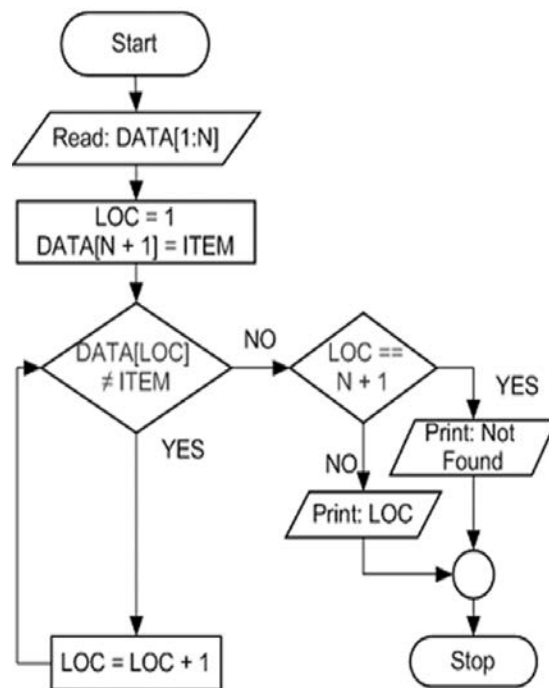 Start
Read: DATA[1:N]
LOC = 1
DATA[N + 1] = ITEM
DATA[LOC]
≠ ITEM
NO
LOC ==
N + 1
YES
YES
Print: Not
Found
NO
Print: LOC
LOC = LOC + 1
Stop